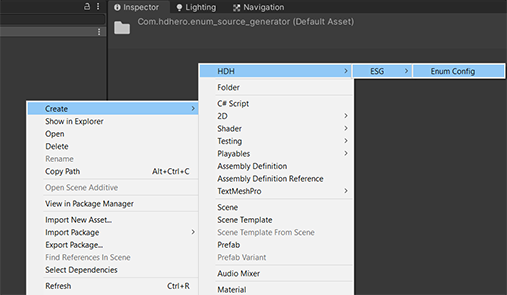 Inspector Lighting Navigation
Com.hdhero.enum_source_generator (Default Asset)
Create
Show in Explorer
Open
Delete
Rename
Copy Path Alt+Ctrl+C
Open Scene Additive
View in Package Manager
Import New Asset...
Import Package
Export Package...
Find References In Scene
Select Dependencies
Refresh Ctrl+R
HDH
Folder
C# Script
2D
Shader
Testing
Playables
Assembly Definition
Assembly Definition Reference
TextMeshPro
Scene
Scene Template
Scene Template From Scene
Prefab
Prefab Variant
Audio Mixer
Material
ESG
Enum Config